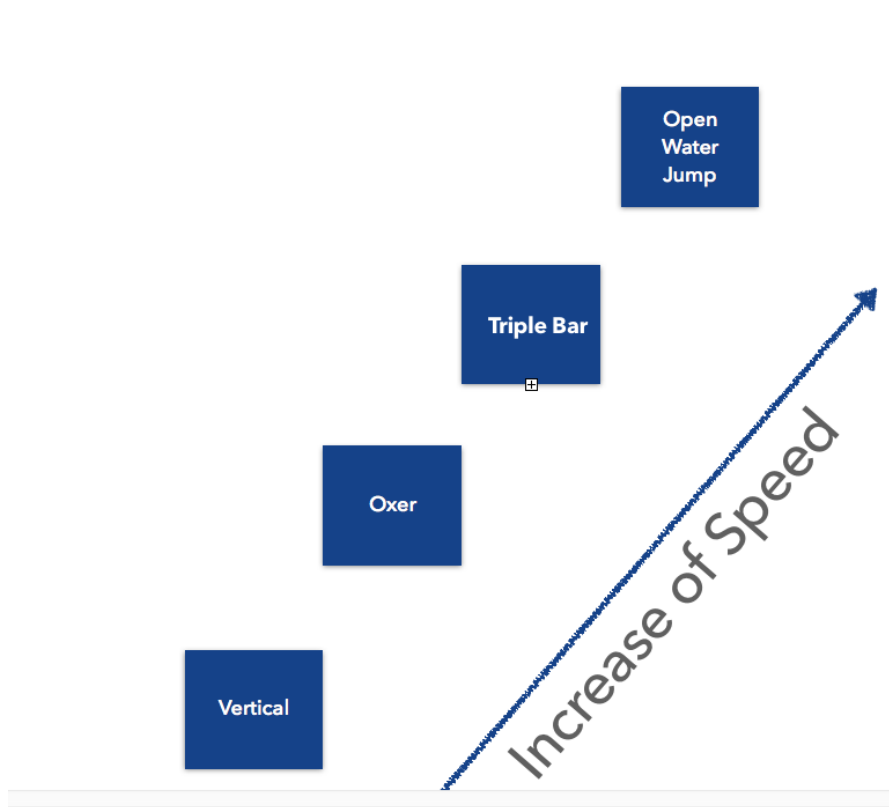 Open
Water
Jump
Triple Bar
Oxer
Vertical
Increase of Speed